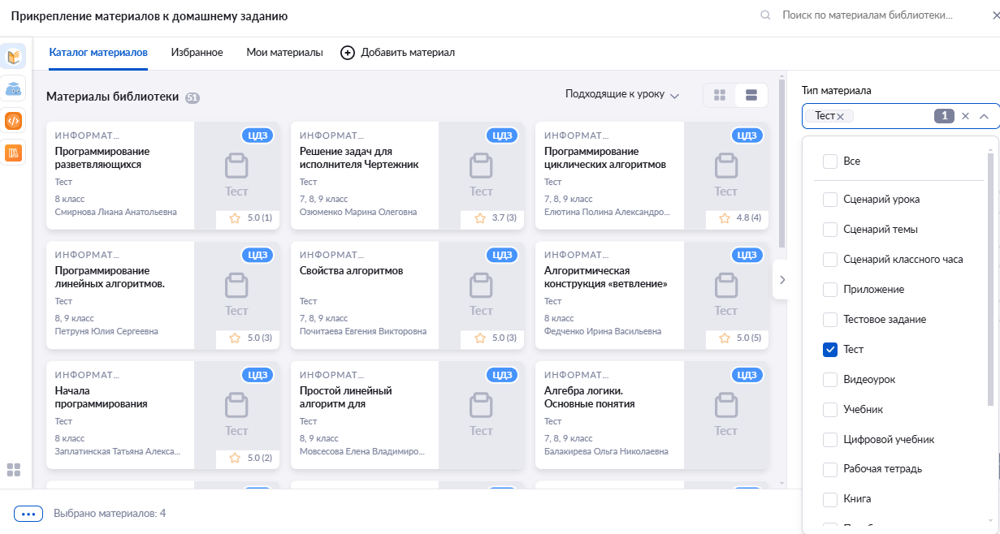 Прикрепление материалов к домашнему заданию
Поиск по материалам библиотеки...
Каталог материалов
Избранное
Мои материалы
Добавить материал
Материалы библиотеки 51
Подходящие к уроку
ИНФОРМАТ...
ЦДЗ
Программирование
разветвляющихся
Тест
8 класс
Смирнова Лиана Анатольевна
Тест
5.0 (1)
ИНФОРМАТ...
ЦДЗ
Решение задач для
исполнителя Чертежник
Тест
7, 8, 9 класс
Озюменко Марина Олеговна
Тест
3.7 (3)
ИНФОРМАТ...
ЦДЗ
Программирование
циклических алгоритмов
Тест
7, 8, 9 класс
Елютина Полина Александро...
Тест
4.8 (4)
ИНФОРМАТ...
ЦДЗ
Программирование
линейных алгоритмов.
Тест
8, 9 класс
Петруня Юлия Сергеевна
Тест
5.0 (3)
ИНФОРМАТ...
ЦДЗ
Свойства алгоритмов
Тест
7, 8, 9 класс
Почитаева Евгения Викторовна
Тест
5.0 (3)
ИНФОРМАТ...
ЦДЗ
Алгоритмическая
конструкция «ветвление»
Тест
8 класс
Федченко Ирина Васильевна
Тест
5.0 (5)
ИНФОРМАТ...
ЦДЗ
Начала
программирования
Тест
8 класс
Заплатинская Татьяна Алекса...
Тест
5.0 (2)
ИНФОРМАТ...
ЦДЗ
Простой линейный
алгоритм для
Тест
8, 9 класс
Мовсесова Елена Владимиро...
Тест
ИНФОРМАТ...
ЦДЗ
Алгебра логики.
Основные понятия
Тест
7, 8, 9 класс
Балакирева Ольга Николаевна
Тест
Тип материала
Тест
1
Все
Сценарий урока
Сценарий темы
Сценарий классного часа
Приложение
Тестовое задание
Тест
Видеоурок
Учебник
Цифровой учебник
Рабочая тетрадь
Книга
Выбрано материалов: 4